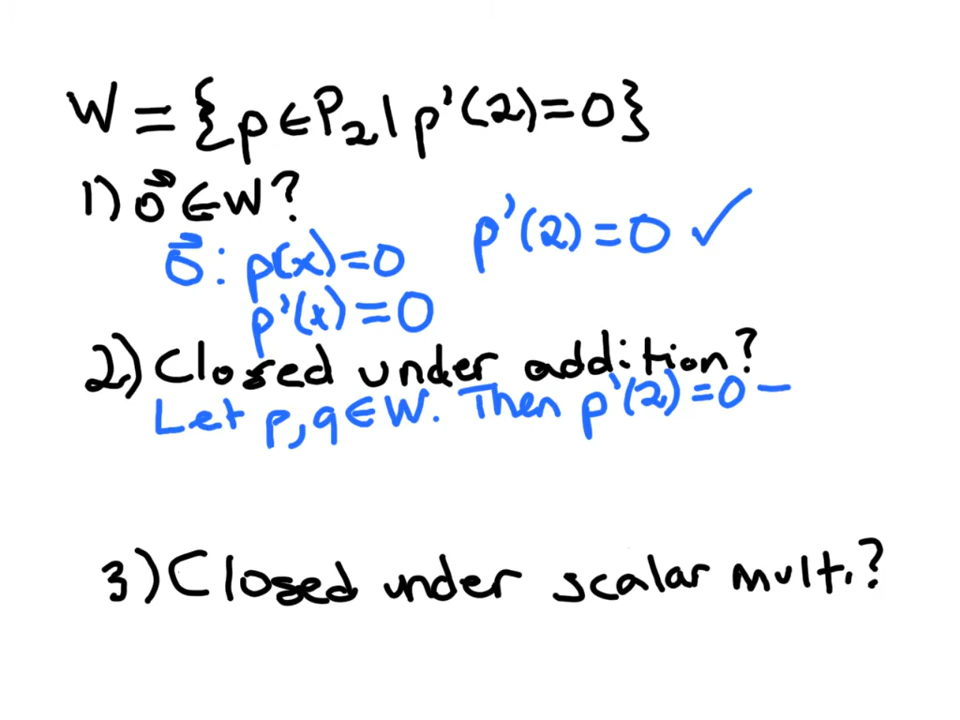 W = {p ∈ P₂ | p'(2) = 0}
1) 0⃗ ∈ W?
0⃗ : p(x) = 0 p'(2) = 0 ✓
p'(x) = 0
2) Closed under addition?
Let p, q ∈ W. Then p'(2) = 0 –
3) Closed under scalar mult.?